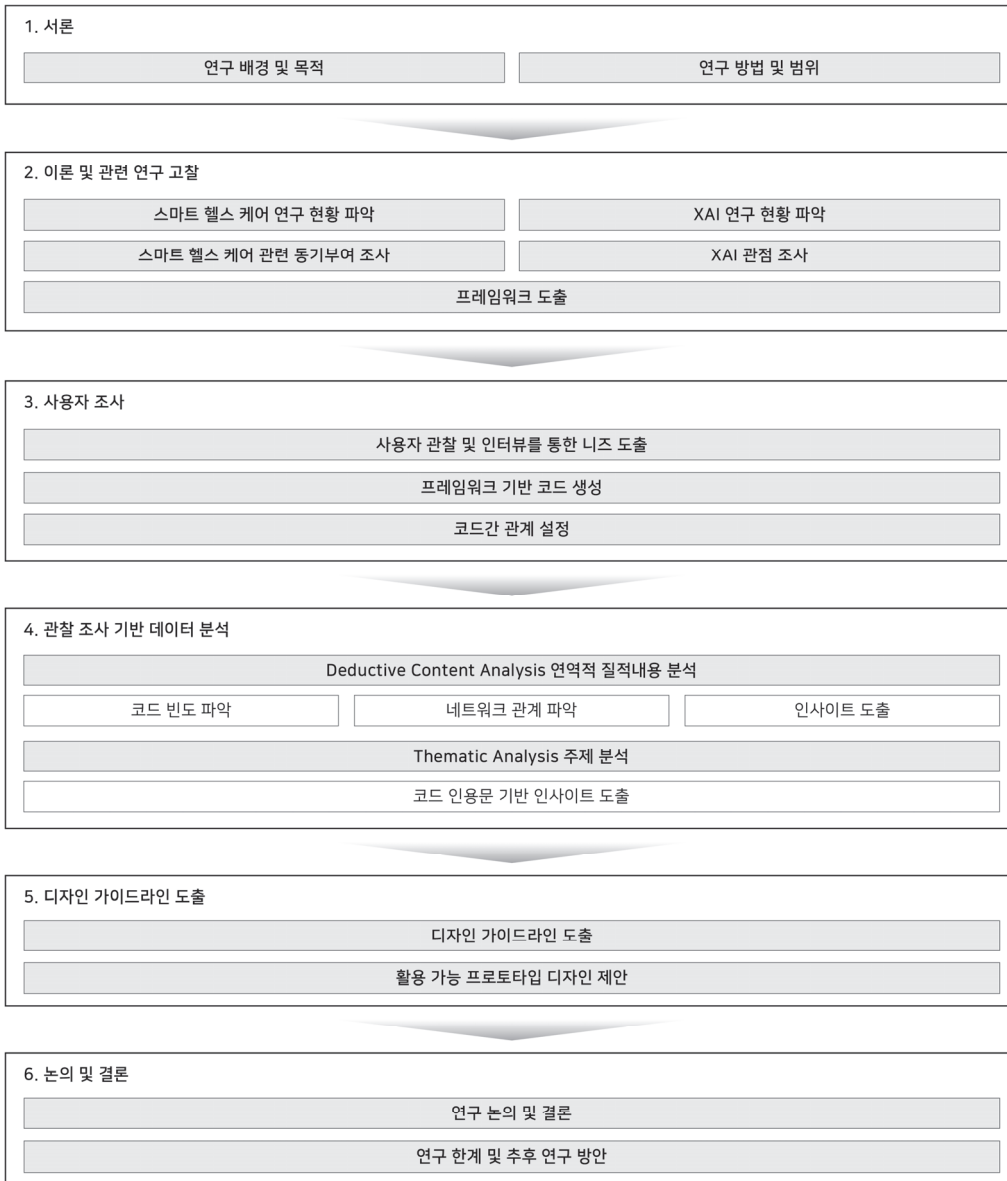 1. 서론
연구 배경 및 목적
연구 방법 및 범위
2. 이론 및 관련 연구 고찰
스마트 헬스 케어 연구 현황 파악
XAI 연구 현황 파악
스마트 헬스 케어 관련 동기부여 조사
XAI 관점 조사
프레임워크 도출
3. 사용자 조사
사용자 관찰 및 인터뷰를 통한 니즈 도출
프레임워크 기반 코드 생성
코드간 관계 설정
4. 관찰 조사 기반 데이터 분석
Deductive Content Analysis 연역적 질적내용 분석
코드 빈도 파악
네트워크 관계 파악
인사이트 도출
Thematic Analysis 주제 분석
코드 인용문 기반 인사이트 도출
5. 디자인 가이드라인 도출
디자인 가이드라인 도출
활용 가능 프로토타입 디자인 제안
6. 논의 및 결론
연구 논의 및 결론
연구 한계 및 추후 연구 방안